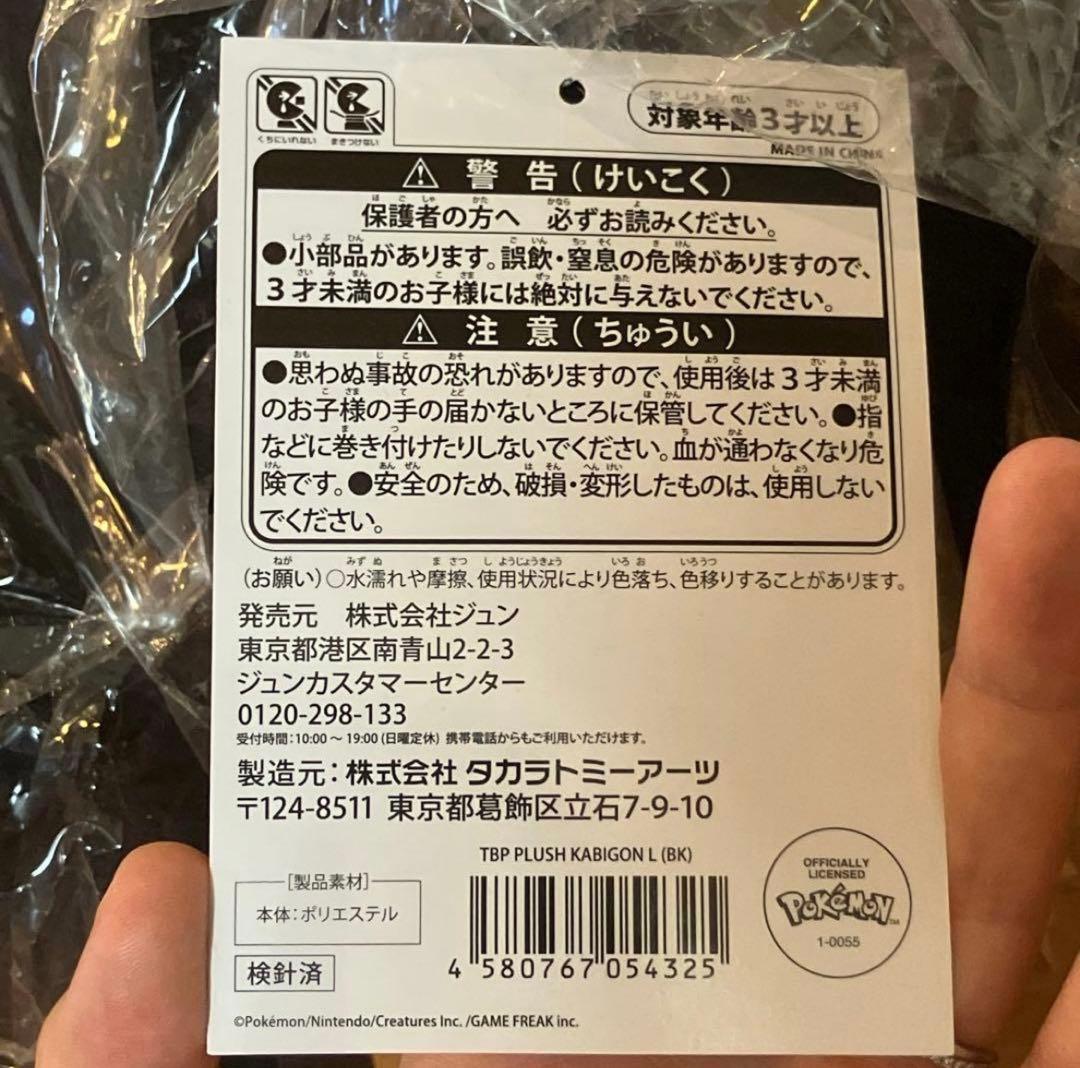 くちにいれない まきつけない
対象年齢3才以上
MADE IN CHINA
警 告(けいこく)
保護者の方へ 必ずお読みください。
●小部品があります。誤飲・窒息の危険がありますので、
3才未満のお子様には絶対に与えないでください。
注 意(ちゅうい)
●思わぬ事故の恐れがありますので、使用後は3才未満
のお子様の手の届かないところに保管してください。●指
などに巻き付けたりしないでください。血が通わなくなり危
険です。●安全のため、破損・変形したものは、使用しない
でください。
(お願い)○水濡れや摩擦、使用状況により色落ち、色移りすることがあります。
発売元 株式会社ジュン
東京都港区南青山2-2-3
ジュンカスタマーセンター
0120-298-133
受付時間:10:00〜19:00(日曜定休) 携帯電話からもご利用いただけます。
製造元:株式会社 タカラトミーアーツ
〒124-8511 東京都葛飾区立石7-9-10
TBP PLUSH KABIGON L (BK)
[製品素材]
本体:ポリエステル
検針済
4 580767 054325
OFFICIALLY
LICENSED
POKéMON TM
1-0055
©Pokémon/Nintendo/Creatures Inc. /GAME FREAK inc.